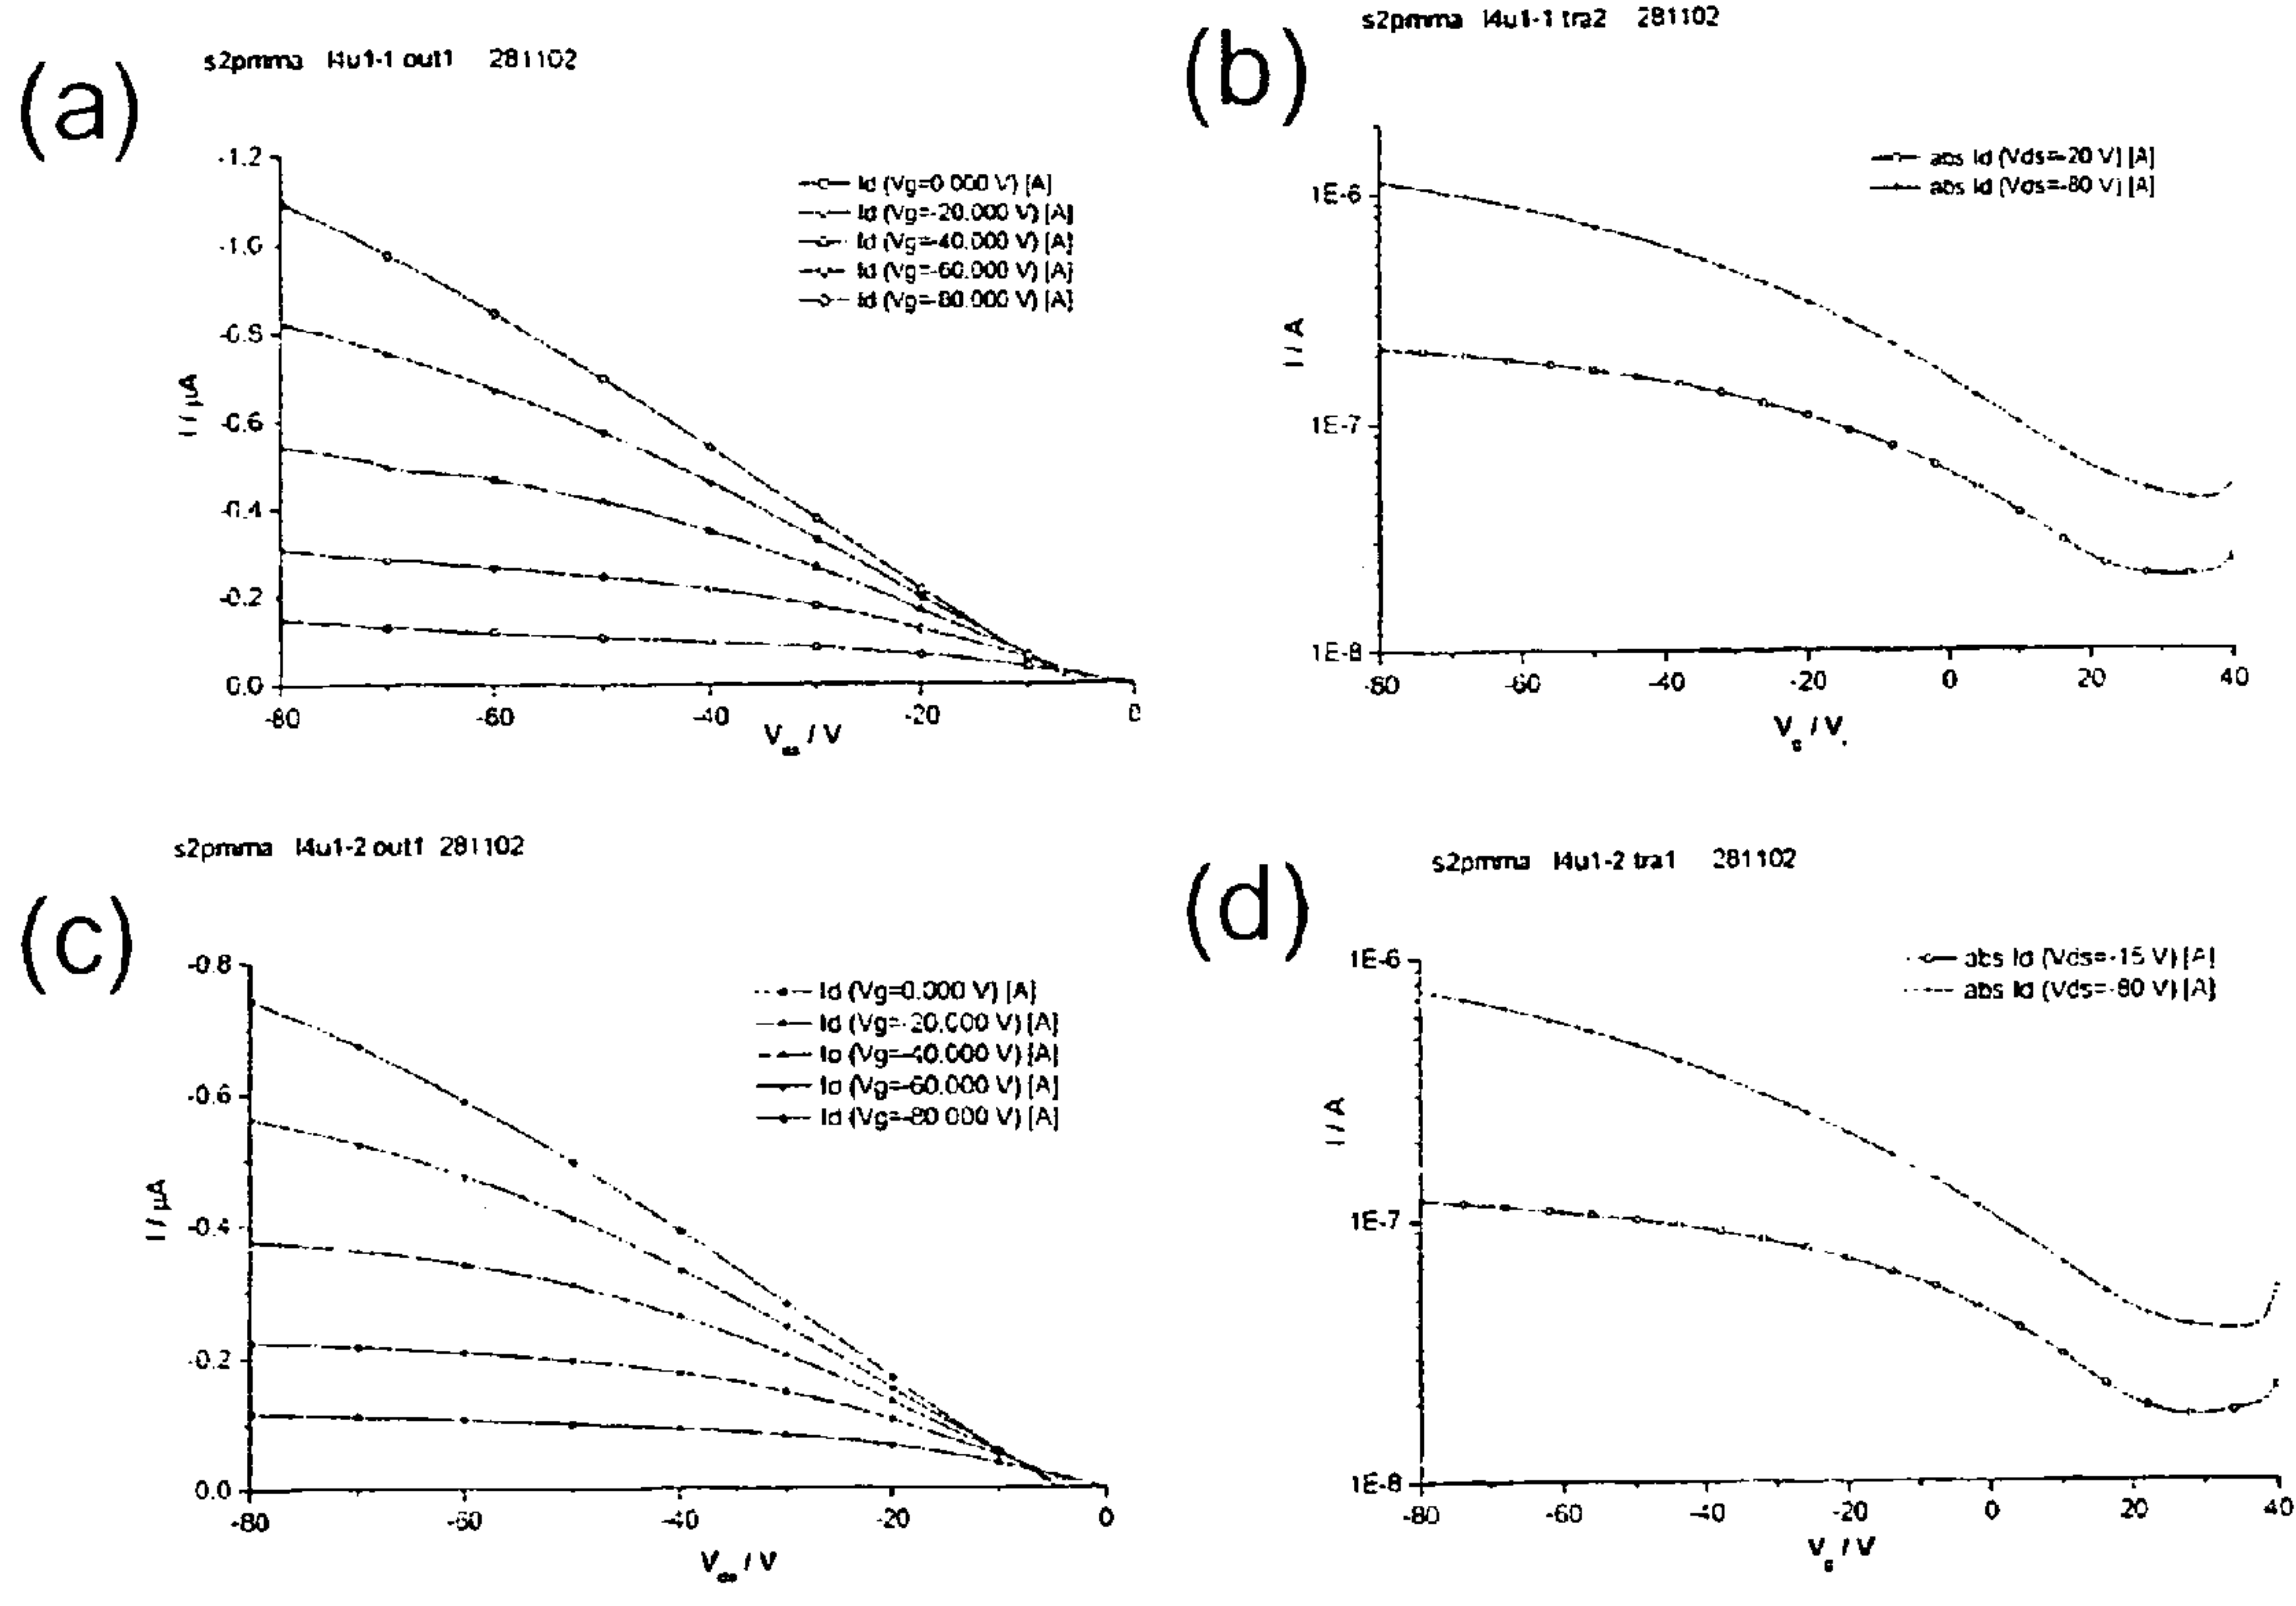 (a)
s2pmma l4u1-1 out1 281102
-1.2
-1.0
-0.8
-0.6
-0.4
-0.2
0.0
I / µA
Id (Vg=0.000 V) [A]
Id (Vg=-20.000 V) [A]
Id (Vg=-40.000 V) [A]
Id (Vg=-60.000 V) [A]
Id (Vg=-80.000 V) [A]
-80 -60 -40 -20 0
V_ds / V
(b)
s2pmma l4u1-1 tra2 281102
1E-6
1E-7
1E-8
I / A
abs Id (Vds=-20 V) [A]
abs Id (Vds=-80 V) [A]
-80 -60 -40 -20 0 20 40
V_g / V
(c)
s2pmma l4u1-2 out1 281102
-0.8
-0.6
-0.4
-0.2
0.0
I / µA
Id (Vg=0.000 V) [A]
Id (Vg=-20.000 V) [A]
Id (Vg=-40.000 V) [A]
Id (Vg=-60.000 V) [A]
Id (Vg=-80.000 V) [A]
-80 -60 -40 -20 0
V_ds / V
(d)
s2pmma l4u1-2 tra1 281102
1E-6
1E-7
1E-8
I / A
abs Id (Vds=-15 V) [A]
abs Id (Vds=-80 V) [A]
-80 -60 -40 -20 0 20 40
V_g / V